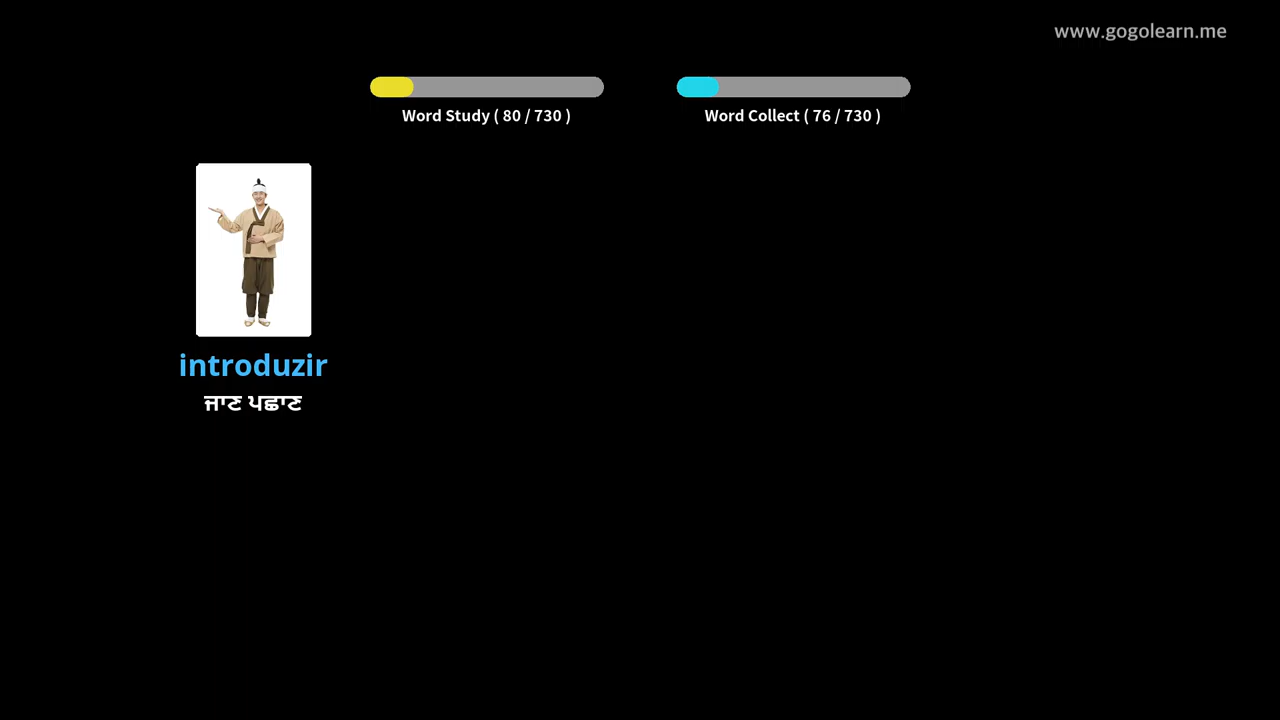 www.gogolearn.me
Word Study ( 80 / 730 )
Word Collect ( 76 / 730 )
introduzir
ਜਾਣ ਪਛਾਣ